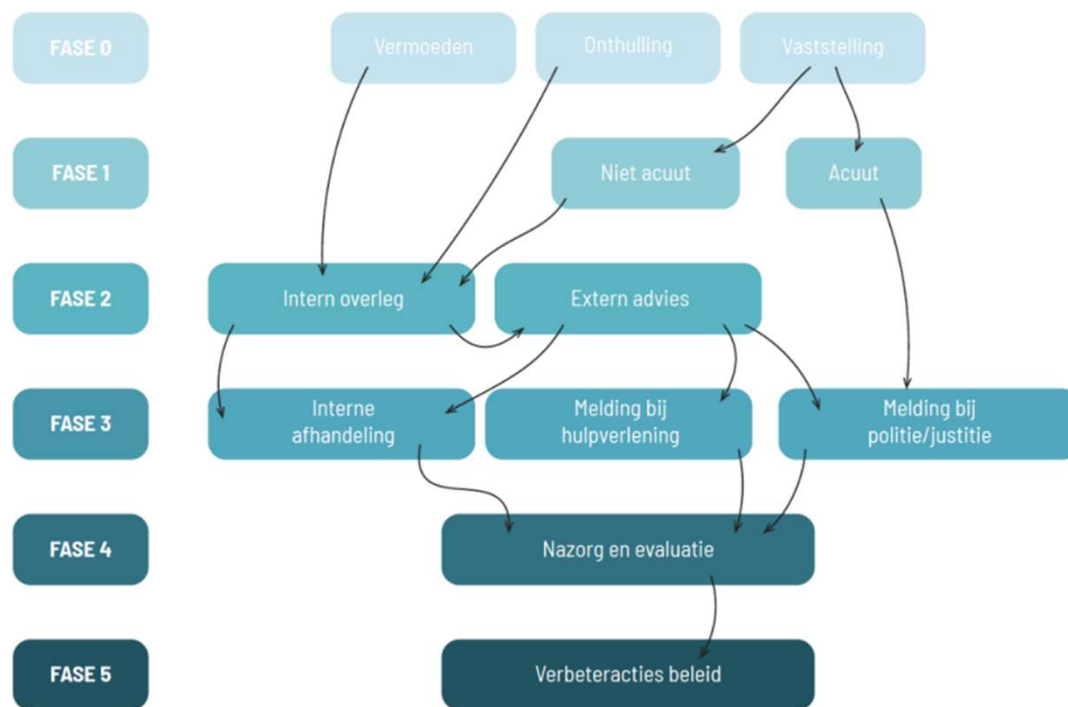 FASE 0
Vermoeden
Onthulling
Vaststelling
FASE 1
Niet acuut
Acuut
FASE 2
Intern overleg
Extern advies
FASE 3
Interne
afhandeling
Melding bij
hulpverlening
Melding bij
politie/justitie
FASE 4
Nazorg en evaluatie
FASE 5
Verbeteracties beleid